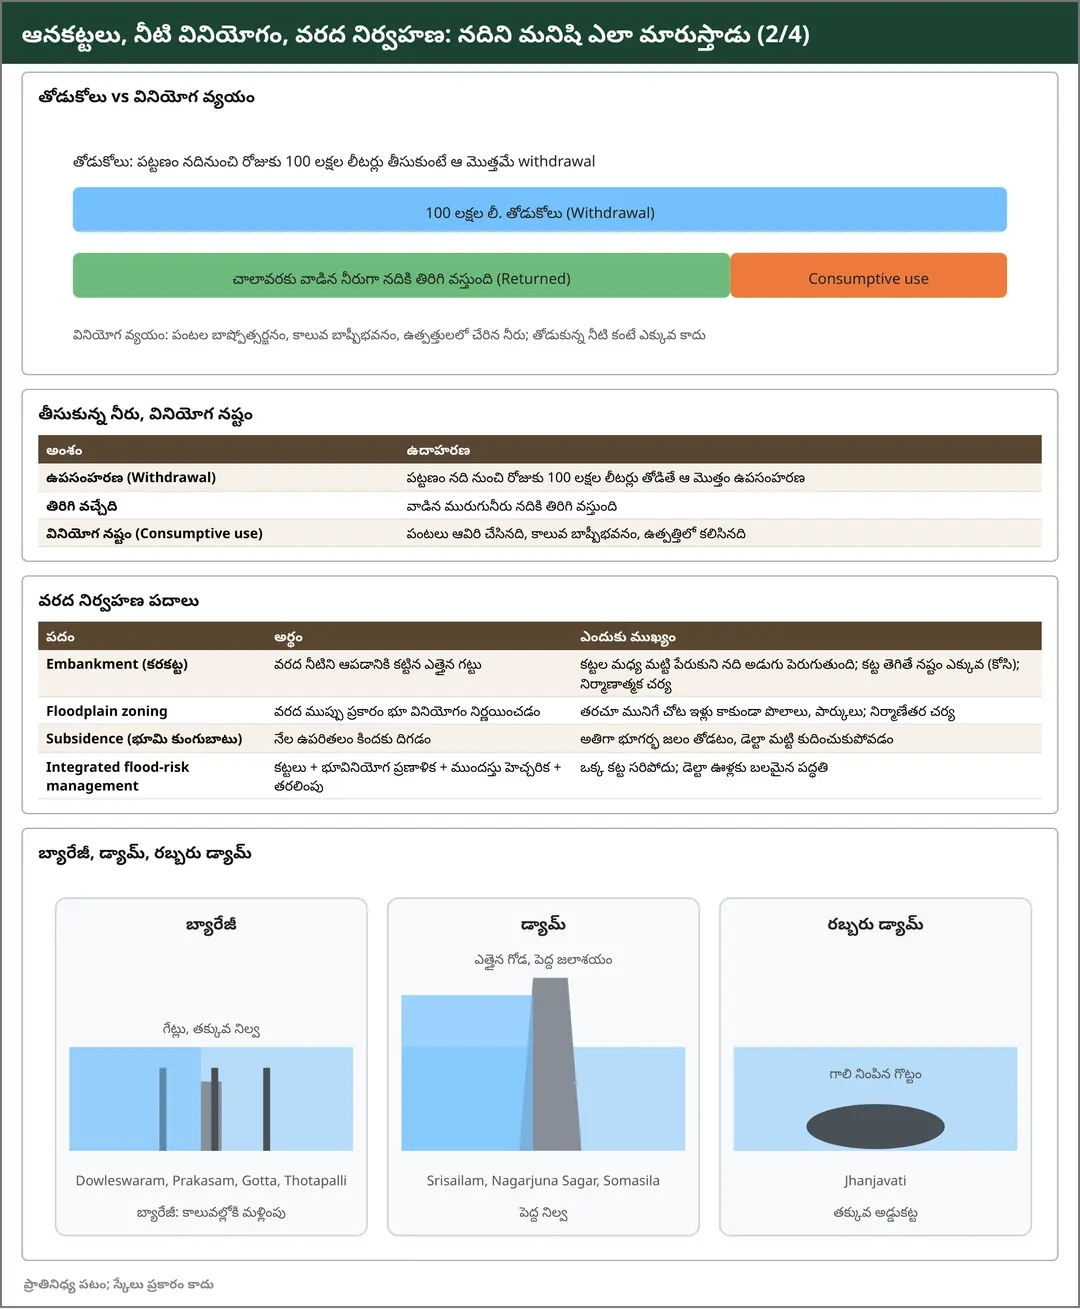 ఆనకట్టలు, నీటి వినియోగం, వరద నిర్వహణ: నదిని మనిషి ఎలా మారుస్తాడు (2/4)
తోడుకోలు vs వినియోగ వ్యయం
తోడుకోలు: పట్టణం నదినుంచి రోజుకు 100 లక్షల లీటర్లు తీసుకుంటే ఆ మొత్తమే withdrawal
100 లక్షల లీ. తోడుకోలు (Withdrawal)
చాలావరకు వాడిన నీరుగా నదికి తిరిగి వస్తుంది (Returned)
Consumptive use
వినియోగ వ్యయం: పంటల బాష్పోత్సర్జనం, కాలువ బాష్పీభవనం, ఉత్పత్తులలో చేరిన నీరు; తోడుకున్న నీటి కంటే ఎక్కువ కాదు
తీసుకున్న నీరు, వినియోగ నష్టం
అంశం ఉదాహరణ
ఉపసంహరణ (Withdrawal) పట్టణం నది నుంచి రోజుకు 100 లక్షల లీటర్లు తోడితే ఆ మొత్తం ఉపసంహరణ
తిరిగి వచ్చేది వాడిన మురుగునీరు నదికి తిరిగి వస్తుంది
వినియోగ నష్టం (Consumptive use) పంటలు ఆవిరి చేసినది, కాలువ బాష్పీభవనం, ఉత్పత్తిలో కలిసినది
వరద నిర్వహణ పదాలు
పదం అర్థం ఎందుకు ముఖ్యం
Embankment (కరకట్ట) వరద నీటిని ఆపడానికి కట్టిన ఎత్తైన గట్టు కట్టల మధ్య మట్టి పేరుకుని నది అడుగు పెరుగుతుంది; కట్ట తెగితే నష్టం ఎక్కువ (కోసి);
నిర్మాణాత్మక చర్య
Floodplain zoning వరద ముప్పు ప్రకారం భూ వినియోగం నిర్ణయించడం తరచూ మునిగే చోట ఇళ్లు కాకుండా పొలాలు, పార్కులు; నిర్మాణేతర చర్య
Subsidence (భూమి కుంగుబాటు) నేల ఉపరితలం కిందకు దిగడం అతిగా భూగర్భ జలం తోడటం, డెల్టా మట్టి కుదించుకుపోవడం
Integrated flood-risk కట్టలు + భూవినియోగ ప్రణాళిక + ముందస్తు హెచ్చరిక + ఒక్క కట్ట సరిపోదు; డెల్టా ఊళ్లకు బలమైన పద్ధతి
management తరలింపు
బ్యారేజీ, డ్యామ్, రబ్బరు డ్యామ్
బ్యారేజీ
గేట్లు, తక్కువ నిల్వ
Dowleswaram, Prakasam, Gotta, Thotapalli
బ్యారేజీ: కాలువల్లోకి మళ్లింపు
డ్యామ్
ఎత్తైన గోడ, పెద్ద జలాశయం
Srisailam, Nagarjuna Sagar, Somasila
పెద్ద నిల్వ
రబ్బరు డ్యామ్
గాలి నింపిన గొట్టం
Jhanjavati
తక్కువ అడ్డుకట్ట
ప్రాతినిధ్య పటం; స్కేలు ప్రకారం కాదు